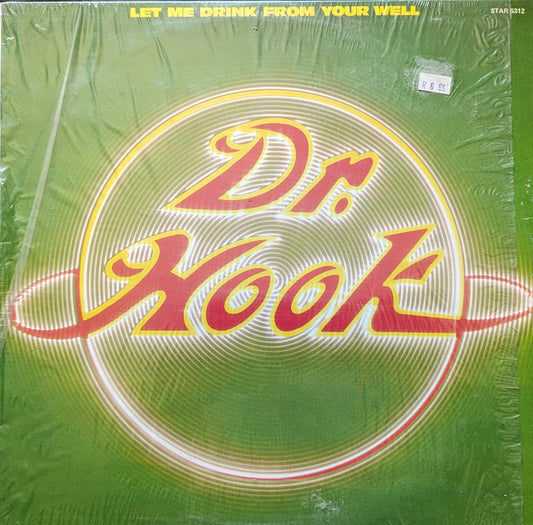 LET ME DRINK FROM YOUR WELL
STAR 5312
R 6.99
Dr.
Hook